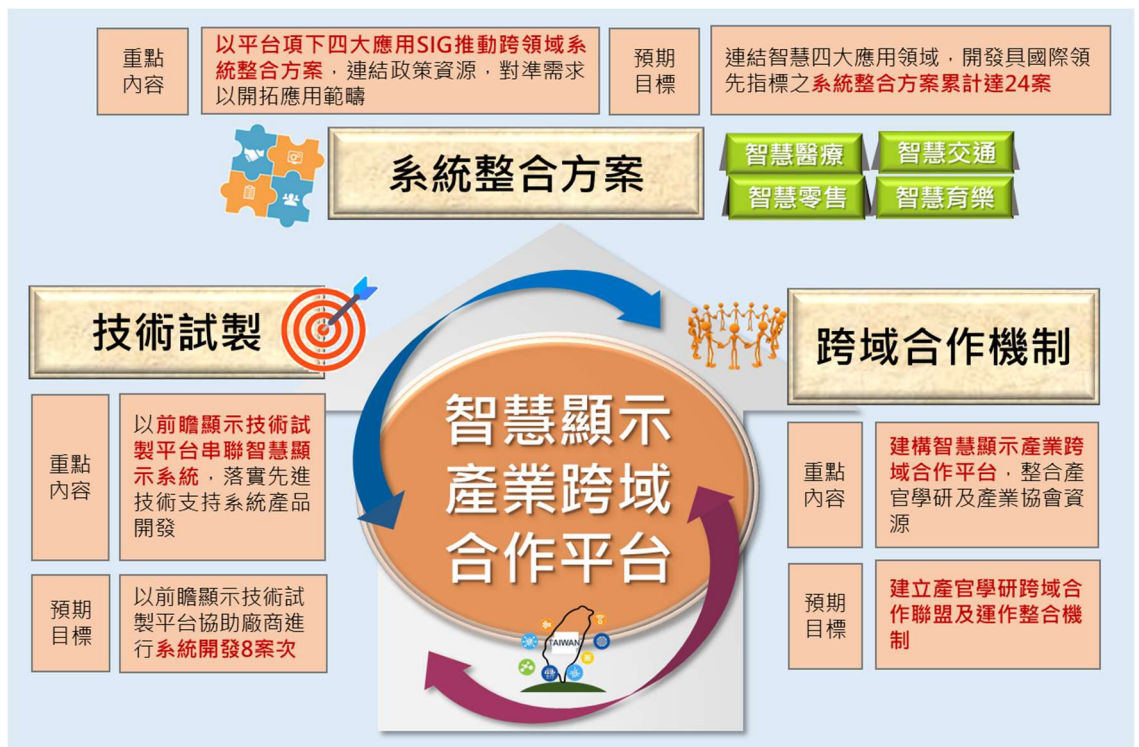 重點
內容
以平台項下四大應用SIG推動跨領域系
統整合方案，連結政策資源，對準需求
以開拓應用範疇
預期
目標
連結智慧四大應用領域，開發具國際領
先指標之系統整合方案累計達24案
系統整合方案
智慧醫療
智慧交通
智慧零售
智慧育樂
技術試製
重點
內容
以前瞻顯示技術試
製平台串聯智慧顯
示系統，落實先進
技術支持系統產品
開發
預期
目標
以前瞻顯示技術試
製平台協助廠商進
行系統開發8案次
智慧顯示
產業跨域
合作平台
TAIWAN
跨域合作機制
重點
內容
建構智慧顯示產業跨
域合作平台，整合產
官學研及產業協會資
源
預期
目標
建立產官學研跨域合
作聯盟及運作整合機
制